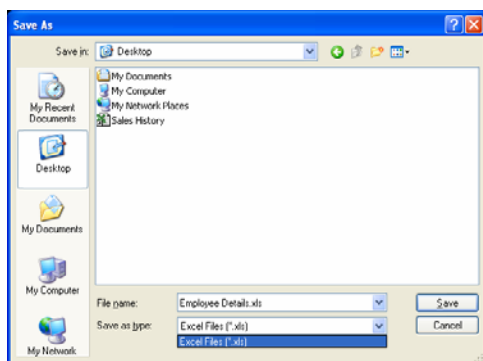 Save As
Save in:
Desktop
My Recent
Documents
Desktop
My Documents
My Computer
My Network
My Documents
My Computer
My Network Places
Sales History
File name:
Employee Details.xls
Save
Save as type:
Excel Files (*.xls)
Cancel
Excel Files (*.xls)